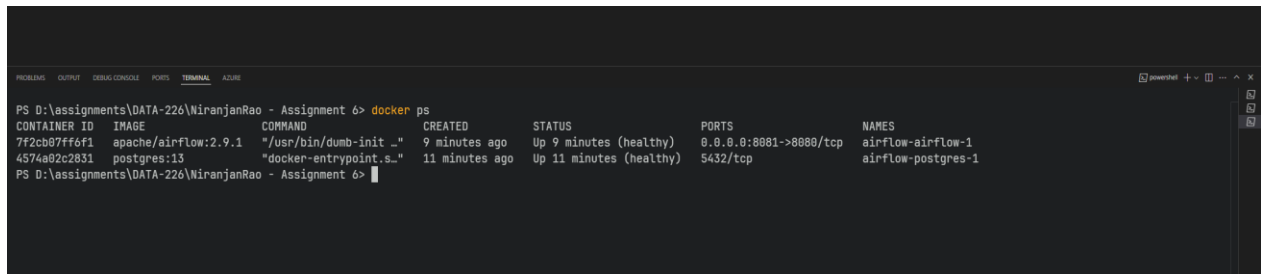 PROBLEMS OUTPUT DEBUG CONSOLE PORTS TERMINAL AZURE powershell
PS D:\assignments\DATA-226\NiranjanRao - Assignment 6> docker ps
CONTAINER ID IMAGE COMMAND CREATED STATUS PORTS NAMES
7f2cb07ff6f1 apache/airflow:2.9.1 "/usr/bin/dumb-init …" 9 minutes ago Up 9 minutes (healthy) 0.0.0.0:8081->8080/tcp airflow-airflow-1
4574a02c2831 postgres:13 "docker-entrypoint.s…" 11 minutes ago Up 11 minutes (healthy) 5432/tcp airflow-postgres-1
PS D:\assignments\DATA-226\NiranjanRao - Assignment 6>